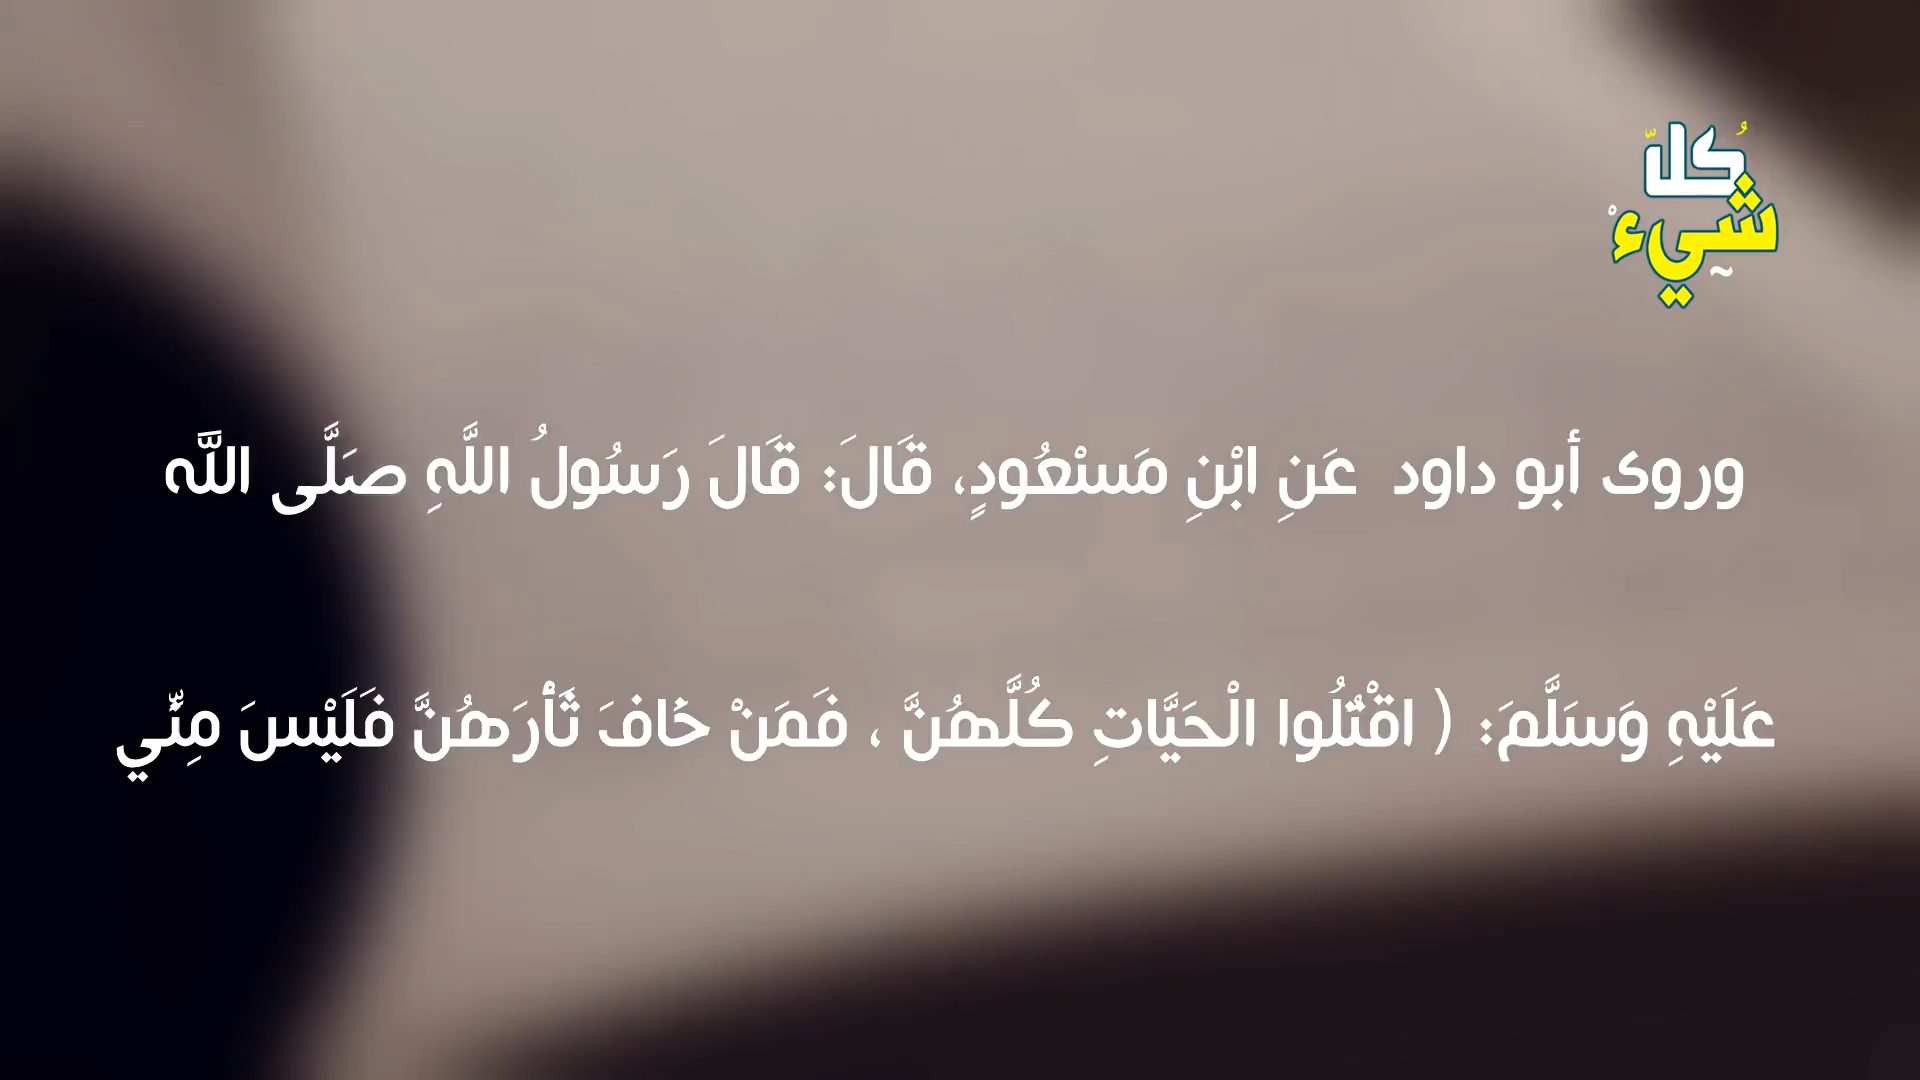 كُلّ
شَيءْ
وروى أبو داود عَنِ ابْنِ مَسْعُودٍ، قَالَ: قَالَ رَسُولُ اللَّهِ صَلَّى اللَّه
عَلَيْهِ وَسَلَّمَ: ( اقْتُلُوا الْحَيَّاتِ كُلَّهُنَّ ، فَمَنْ خَافَ ثَأْرَهُنَّ فَلَيْسَ مِنِّي